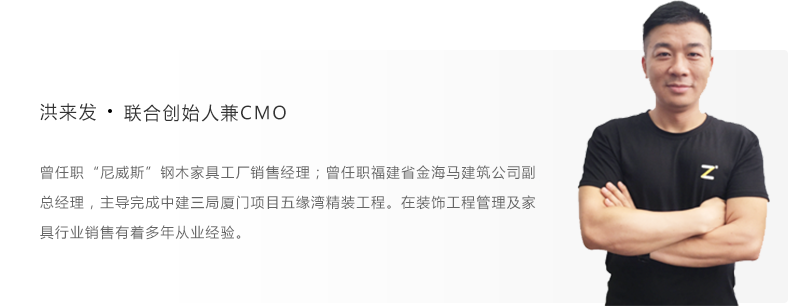 洪来发 · 联合创始人兼CMO
曾任职“尼威斯”钢木家具工厂销售经理；曾任职福建省金海马建筑公司副
总经理，主导完成中建三局厦门项目五缘湾精装工程。在装饰工程管理及家
具行业销售有着多年从业经验。
Z